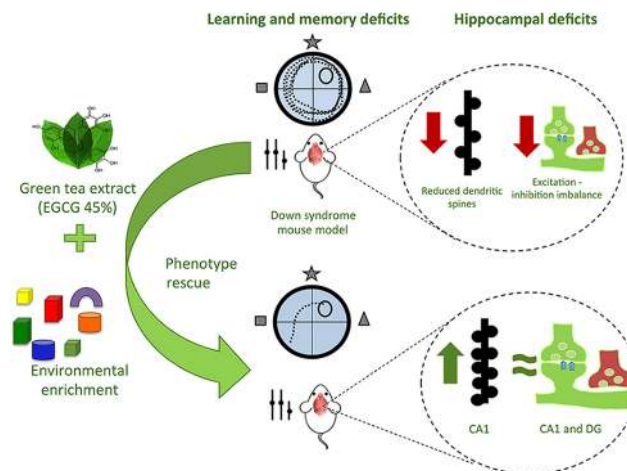 Learning and memory deficits
Hippocampal deficits
Green tea extract
(EGCG 45%)
Environmental
enrichment
Phenotype
rescue
Down syndrome
mouse model
Reduced dendritic
spines
Excitation -
inhibition imbalance
CA1
CA1 and DG